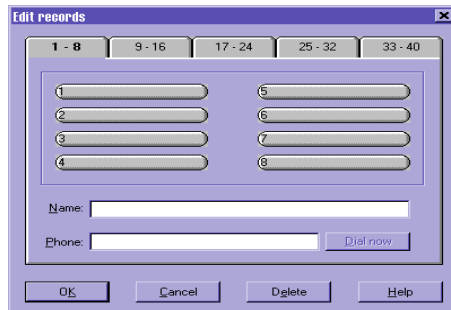 Edit records
1 - 8 9 - 16 17 - 24 25 - 32 33 - 40
1 5
2 6
3 7
4 8
Name:
Phone: Dial now
OK Cancel Delete Help